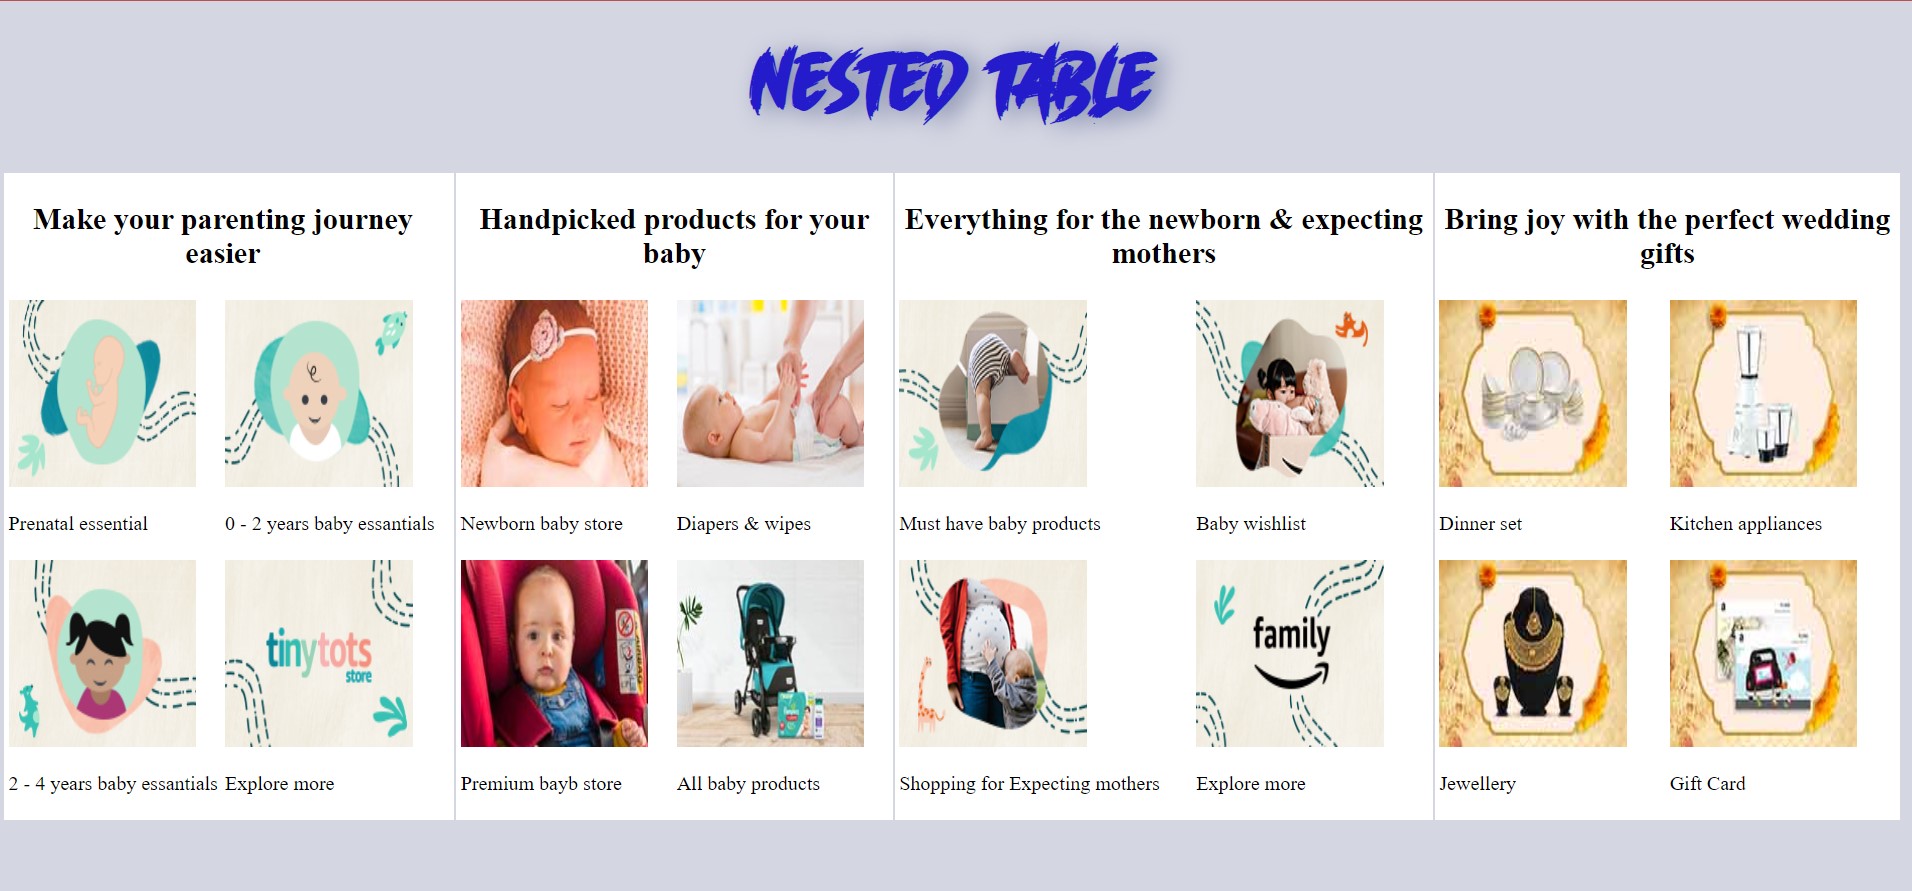 NESTED TABLE
Make your parenting journey
easier
Prenatal essential
0 - 2 years baby essantials
tinytots
store
2 - 4 years baby essantials
Explore more
Handpicked products for your
baby
Newborn baby store
Diapers & wipes
Premium bayb store
All baby products
Everything for the newborn & expecting
mothers
Must have baby products
Baby wishlist
family
Shopping for Expecting mothers
Explore more
Bring joy with the perfect wedding
gifts
Dinner set
Kitchen appliances
Jewellery
Gift Card